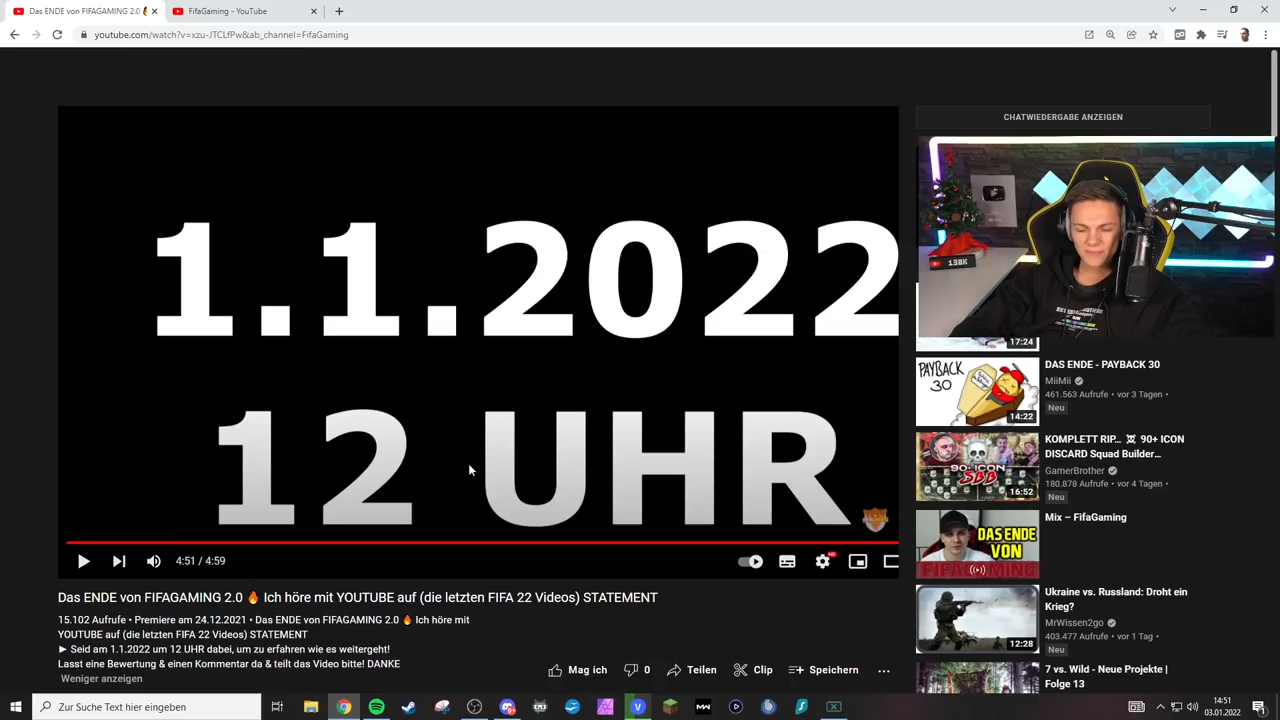 Das ENDE von FIFAGAMING 2.0
FifaGaming - YouTube
youtube.com/watch?v=xzu-JTCLfPw&ab_channel=FifaGaming
CHATWIEDERGABE ANZEIGEN
1.1.2022
12 UHR
138K
4:51 / 4:59
HD
17:24
PAYBACK
30
14:22
DAS ENDE - PAYBACK 30
MiiMii
461.563 Aufrufe • vor 3 Tagen •
Neu
90+ ICON
SBB
16:52
KOMPLETT RIP... ☠️ 90+ ICON
DISCARD Squad Builder…
GamerBrother
180.878 Aufrufe • vor 4 Tagen •
Neu
DAS ENDE
VON
FIFAGAMING
Mix – FifaGaming
12:28
Ukraine vs. Russland: Droht ein
Krieg?
MrWissen2go
403.477 Aufrufe • vor 1 Tag •
Neu
7 vs. Wild - Neue Projekte |
Folge 13
Das ENDE von FIFAGAMING 2.0 🔥 Ich höre mit YOUTUBE auf (die letzten FIFA 22 Videos) STATEMENT
15.102 Aufrufe • Premiere am 24.12.2021 • Das ENDE von FIFAGAMING 2.0 🔥 Ich höre mit
YOUTUBE auf (die letzten FIFA 22 Videos) STATEMENT
► Seid am 1.1.2022 um 12 UHR dabei, um zu erfahren wie es weitergeht!
Lasst eine Bewertung & einen Kommentar da & teilt das Video bitte! DANKE
Weniger anzeigen
Mag ich
0
Teilen
Clip
Speichern
Zur Suche Text hier eingeben
14:51
03.01.2022